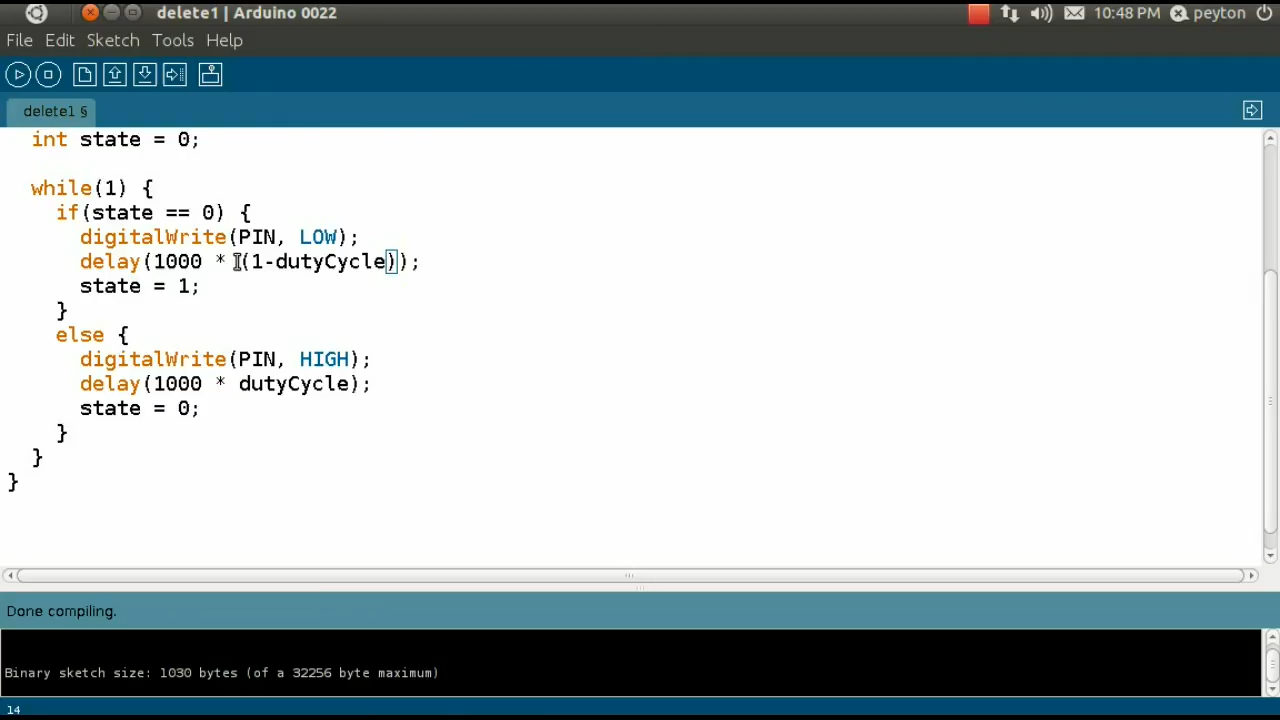 delete1 | Arduino 0022
10:48 PM peyton
File Edit Sketch Tools Help
delete1 §
int state = 0;
while(1) {
if(state == 0) {
digitalWrite(PIN, LOW);
delay(1000 * (1-dutyCycle));
state = 1;
}
else {
digitalWrite(PIN, HIGH);
delay(1000 * dutyCycle);
state = 0;
}
}
}
Done compiling.
Binary sketch size: 1030 bytes (of a 32256 byte maximum)
14